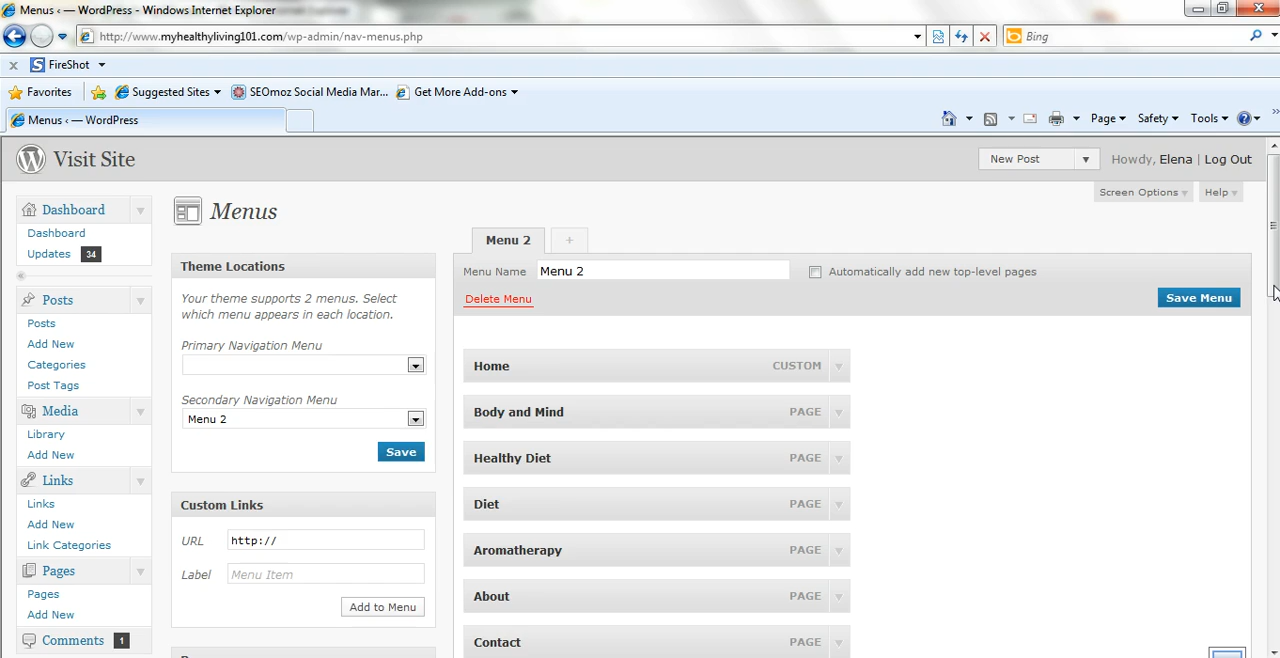 Menus ‹ — WordPress - Windows Internet Explorer
http://www.myhealthyliving101.com/wp-admin/nav-menus.php
Bing
x FireShot
Favorites Suggested Sites SEOmoz Social Media Mar... Get More Add-ons
Menus ‹ — WordPress
Page Safety Tools
Visit Site
New Post
Howdy, Elena | Log Out
Screen Options Help
Menus
Dashboard
Dashboard
Updates 34
Posts
Posts
Add New
Categories
Post Tags
Media
Library
Add New
Links
Links
Add New
Link Categories
Pages
Pages
Add New
Comments 1
Theme Locations
Your theme supports 2 menus. Select
which menu appears in each location.
Primary Navigation Menu
Secondary Navigation Menu
Menu 2
Save
Custom Links
URL http://
Label Menu Item
Add to Menu
Menu 2 +
Menu Name Menu 2 Automatically add new top-level pages
Delete Menu
Save Menu
Home CUSTOM
Body and Mind PAGE
Healthy Diet PAGE
Diet PAGE
Aromatherapy PAGE
About PAGE
Contact PAGE